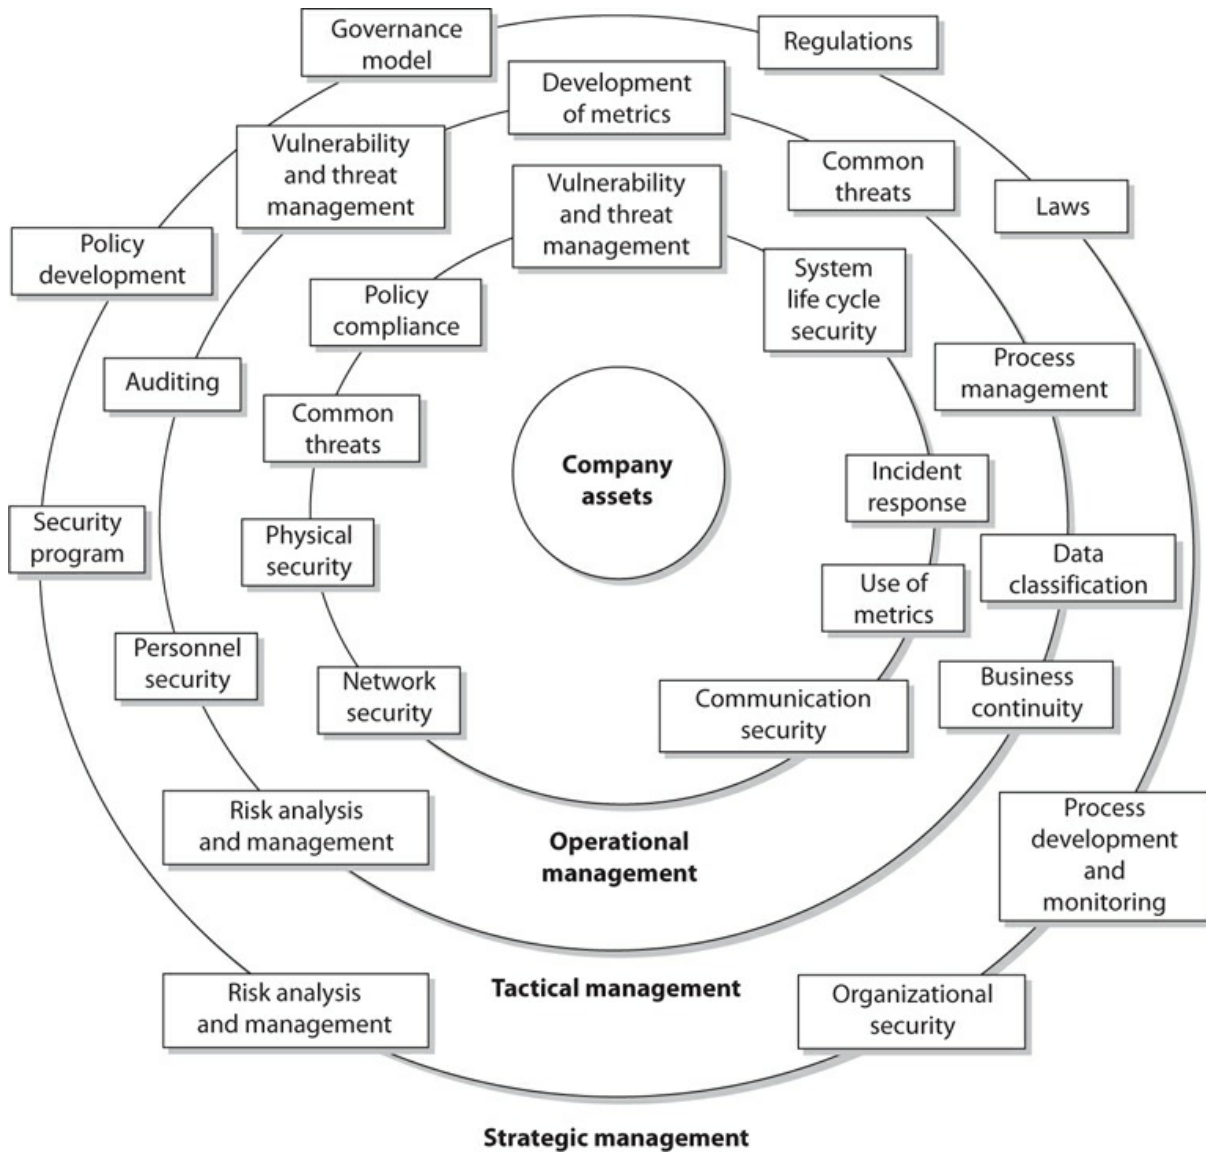 Governance
model
Regulations
Development
of metrics
Vulnerability
and threat
management
Common
threats
Vulnerability
and threat
management
Laws
Policy
development
System
life cycle
security
Policy
compliance
Process
management
Auditing
Common
threats
Company
assets
Incident
response
Security
program
Physical
security
Data
classification
Use of
metrics
Personnel
security
Network
security
Business
continuity
Communication
security
Risk analysis
and management
Process
development
and
monitoring
Operational
management
Risk analysis
and management
Tactical management
Organizational
security
Strategic management